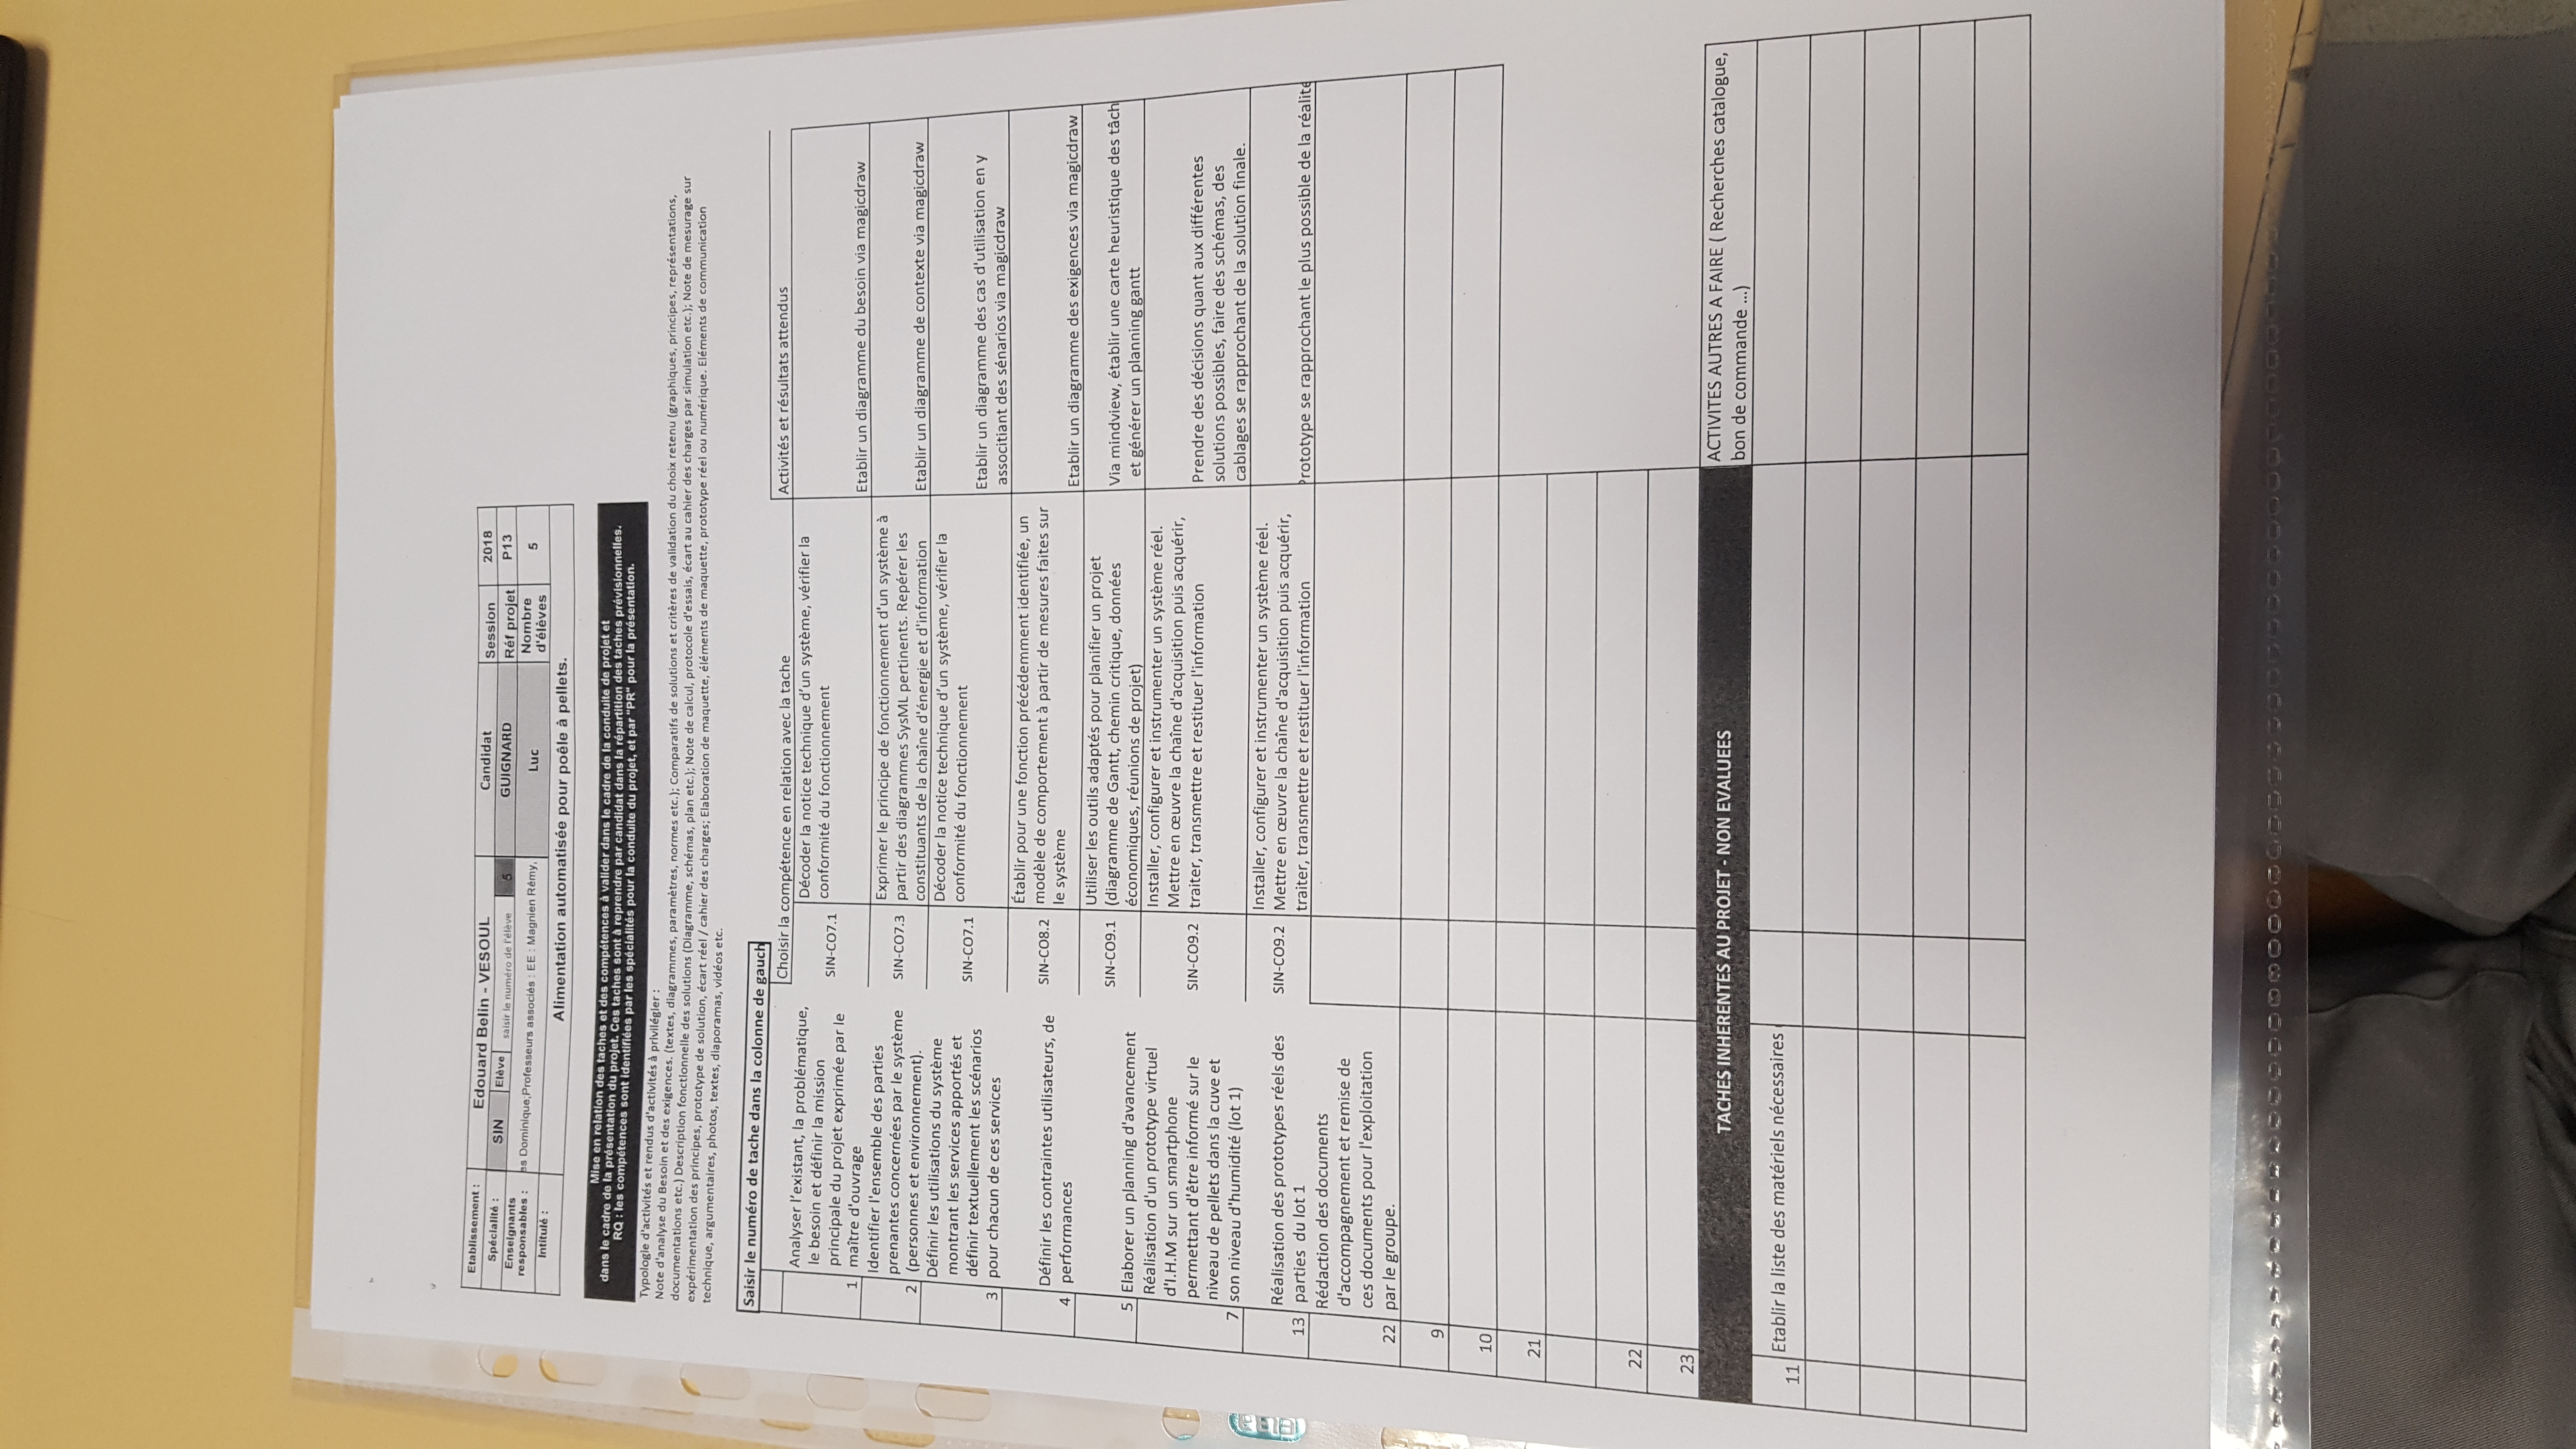 Etablissement : Edouard Belin - VESOUL Candidat Session 2018
Spécialité : SIN Elève saisir le numéro de l'élève 5 GUIGNARD Réf projet P13
Enseignants responsables : es Dominique;Professeurs associés : EE : Magnien Rémy, Luc Nombre d'élèves 5
Intitulé : Alimentation automatisée pour poêle à pellets.
Mise en relation des taches et des compétences à valider dans le cadre de la conduite de projet et
dans le cadre de la présentation du projet. Ces taches sont à reprendre par candidat dans la répartition des taches prévisionnelles.
RQ : les compétences sont identifiées par les spécialités pour la conduite du projet, et par "PR" pour la présentation.
Typologie d'activités et rendus d'activités à privilégier :
Note d'analyse du Besoin et des exigences. (textes, diagrammes, paramètres, normes etc.); Comparatifs de solutions et critères de validation du choix retenu (graphiques, principes, représentations,
documentations etc.) Description fonctionnelle des solutions (Diagramme, schémas, plan etc.); Note de calcul, protocole d'essais, écart au cahier des charges par simulation etc.); Note de mesurage sur
expérimentation des principes, prototype de solution, écart réel / cahier des charges; Elaboration de maquette, éléments de maquette, prototype réel ou numérique. Eléments de communication
technique, argumentaires, photos, textes, diaporamas, vidéos etc.
Saisir le numéro de tache dans la colonne de gauch
Choisir la compétence en relation avec la tache
Activités et résultats attendus
1
Analyser l'existant, la problématique,
le besoin et définir la mission
principale du projet exprimée par le
maître d'ouvrage
SIN-CO7.1
Décoder la notice technique d'un système, vérifier la
conformité du fonctionnement
Etablir un diagramme du besoin via magicdraw
2
Identifier l'ensemble des parties
prenantes concernées par le système
(personnes et environnement).
SIN-CO7.3
Exprimer le principe de fonctionnement d'un système à
partir des diagrammes SysML pertinents. Repérer les
constituants de la chaîne d'énergie et d'information
Etablir un diagramme de contexte via magicdraw
3
Définir les utilisations du système
montrant les services apportés et
définir textuellement les scénarios
pour chacun de ces services
SIN-CO7.1
Décoder la notice technique d'un système, vérifier la
conformité du fonctionnement
Etablir un diagramme des cas d'utilisation en y
associtiant des sénarios via magicdraw
4
Définir les contraintes utilisateurs, de
performances
SIN-CO8.2
Établir pour une fonction précédemment identifiée, un
modèle de comportement à partir de mesures faites sur
le système
Etablir un diagramme des exigences via magicdraw
5
Elaborer un planning d'avancement
SIN-CO9.1
Utiliser les outils adaptés pour planifier un projet
(diagramme de Gantt, chemin critique, données
économiques, réunions de projet)
Via mindview, établir une carte heuristique des tâch
et générer un planning gantt
7
Réalisation d'un prototype virtuel
d'I.H.M sur un smartphone
permettant d'être informé sur le
niveau de pellets dans la cuve et
son niveau d'humidité (lot 1)
SIN-CO9.2
Installer, configurer et instrumenter un système réel.
Mettre en œuvre la chaîne d'acquisition puis acquérir,
traiter, transmettre et restituer l'information
Prendre des décisions quant aux différentes
solutions possibles, faire des schémas, des
cablages se rapprochant de la solution finale.
13
Réalisation des prototypes réels des
parties du lot 1
SIN-CO9.2
Installer, configurer et instrumenter un système réel.
Mettre en œuvre la chaîne d'acquisition puis acquérir,
traiter, transmettre et restituer l'information
Prototype se rapprochant le plus possible de la réalité
22
Rédaction des documents
d'accompagnement et remise de
ces documents pour l'exploitation
par le groupe.
9
10
21
22
23
TACHES INHERENTES AU PROJET - NON EVALUEES
ACTIVITES AUTRES A FAIRE ( Recherches catalogue,
bon de commande ...)
11
Etablir la liste des matériels nécessaires